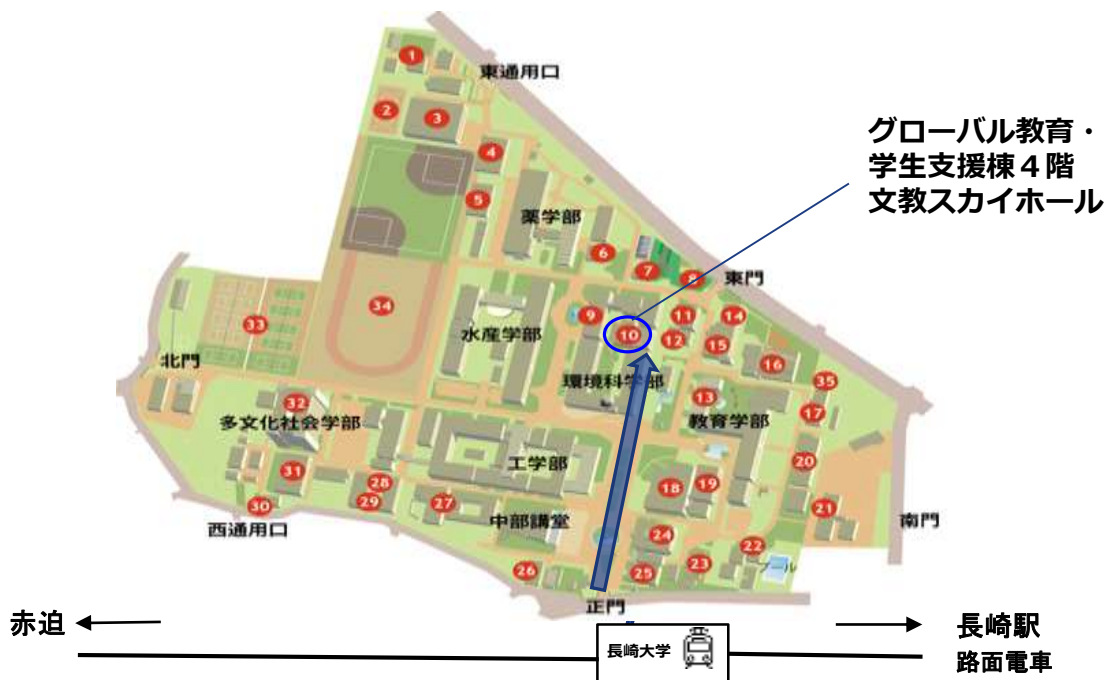 1
東通用口
2
3
グローバル教育・
学生支援棟４階
文教スカイホール
4
5
薬学部
6
7
8
東門
34
33
9
10
11
12
14
15
水産学部
16
北門
環境科学部
35
13
32
多文化社会学部
教育学部
17
工学部
20
31
28
18
19
29
27
21
30
中部講堂
西通用口
南門
24
22
プール
26
25
23
正門
赤迫
長崎駅
長崎大学
路面電車